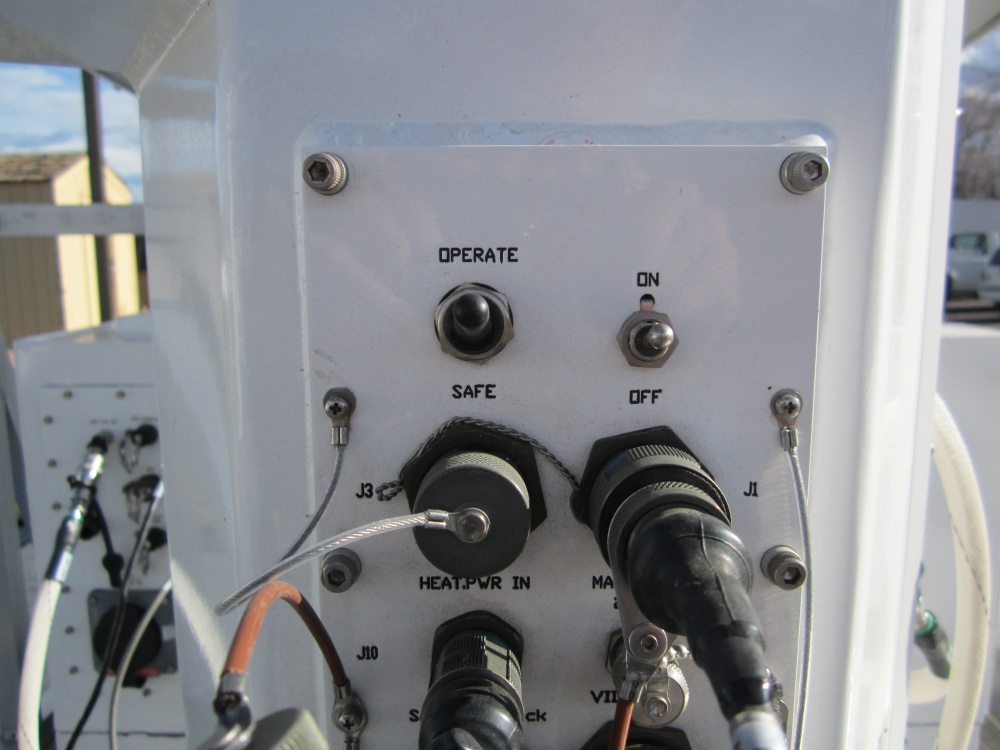 OPERATE
ON
SAFE
OFF
J3
J1
HEAT.PWR IN
J10